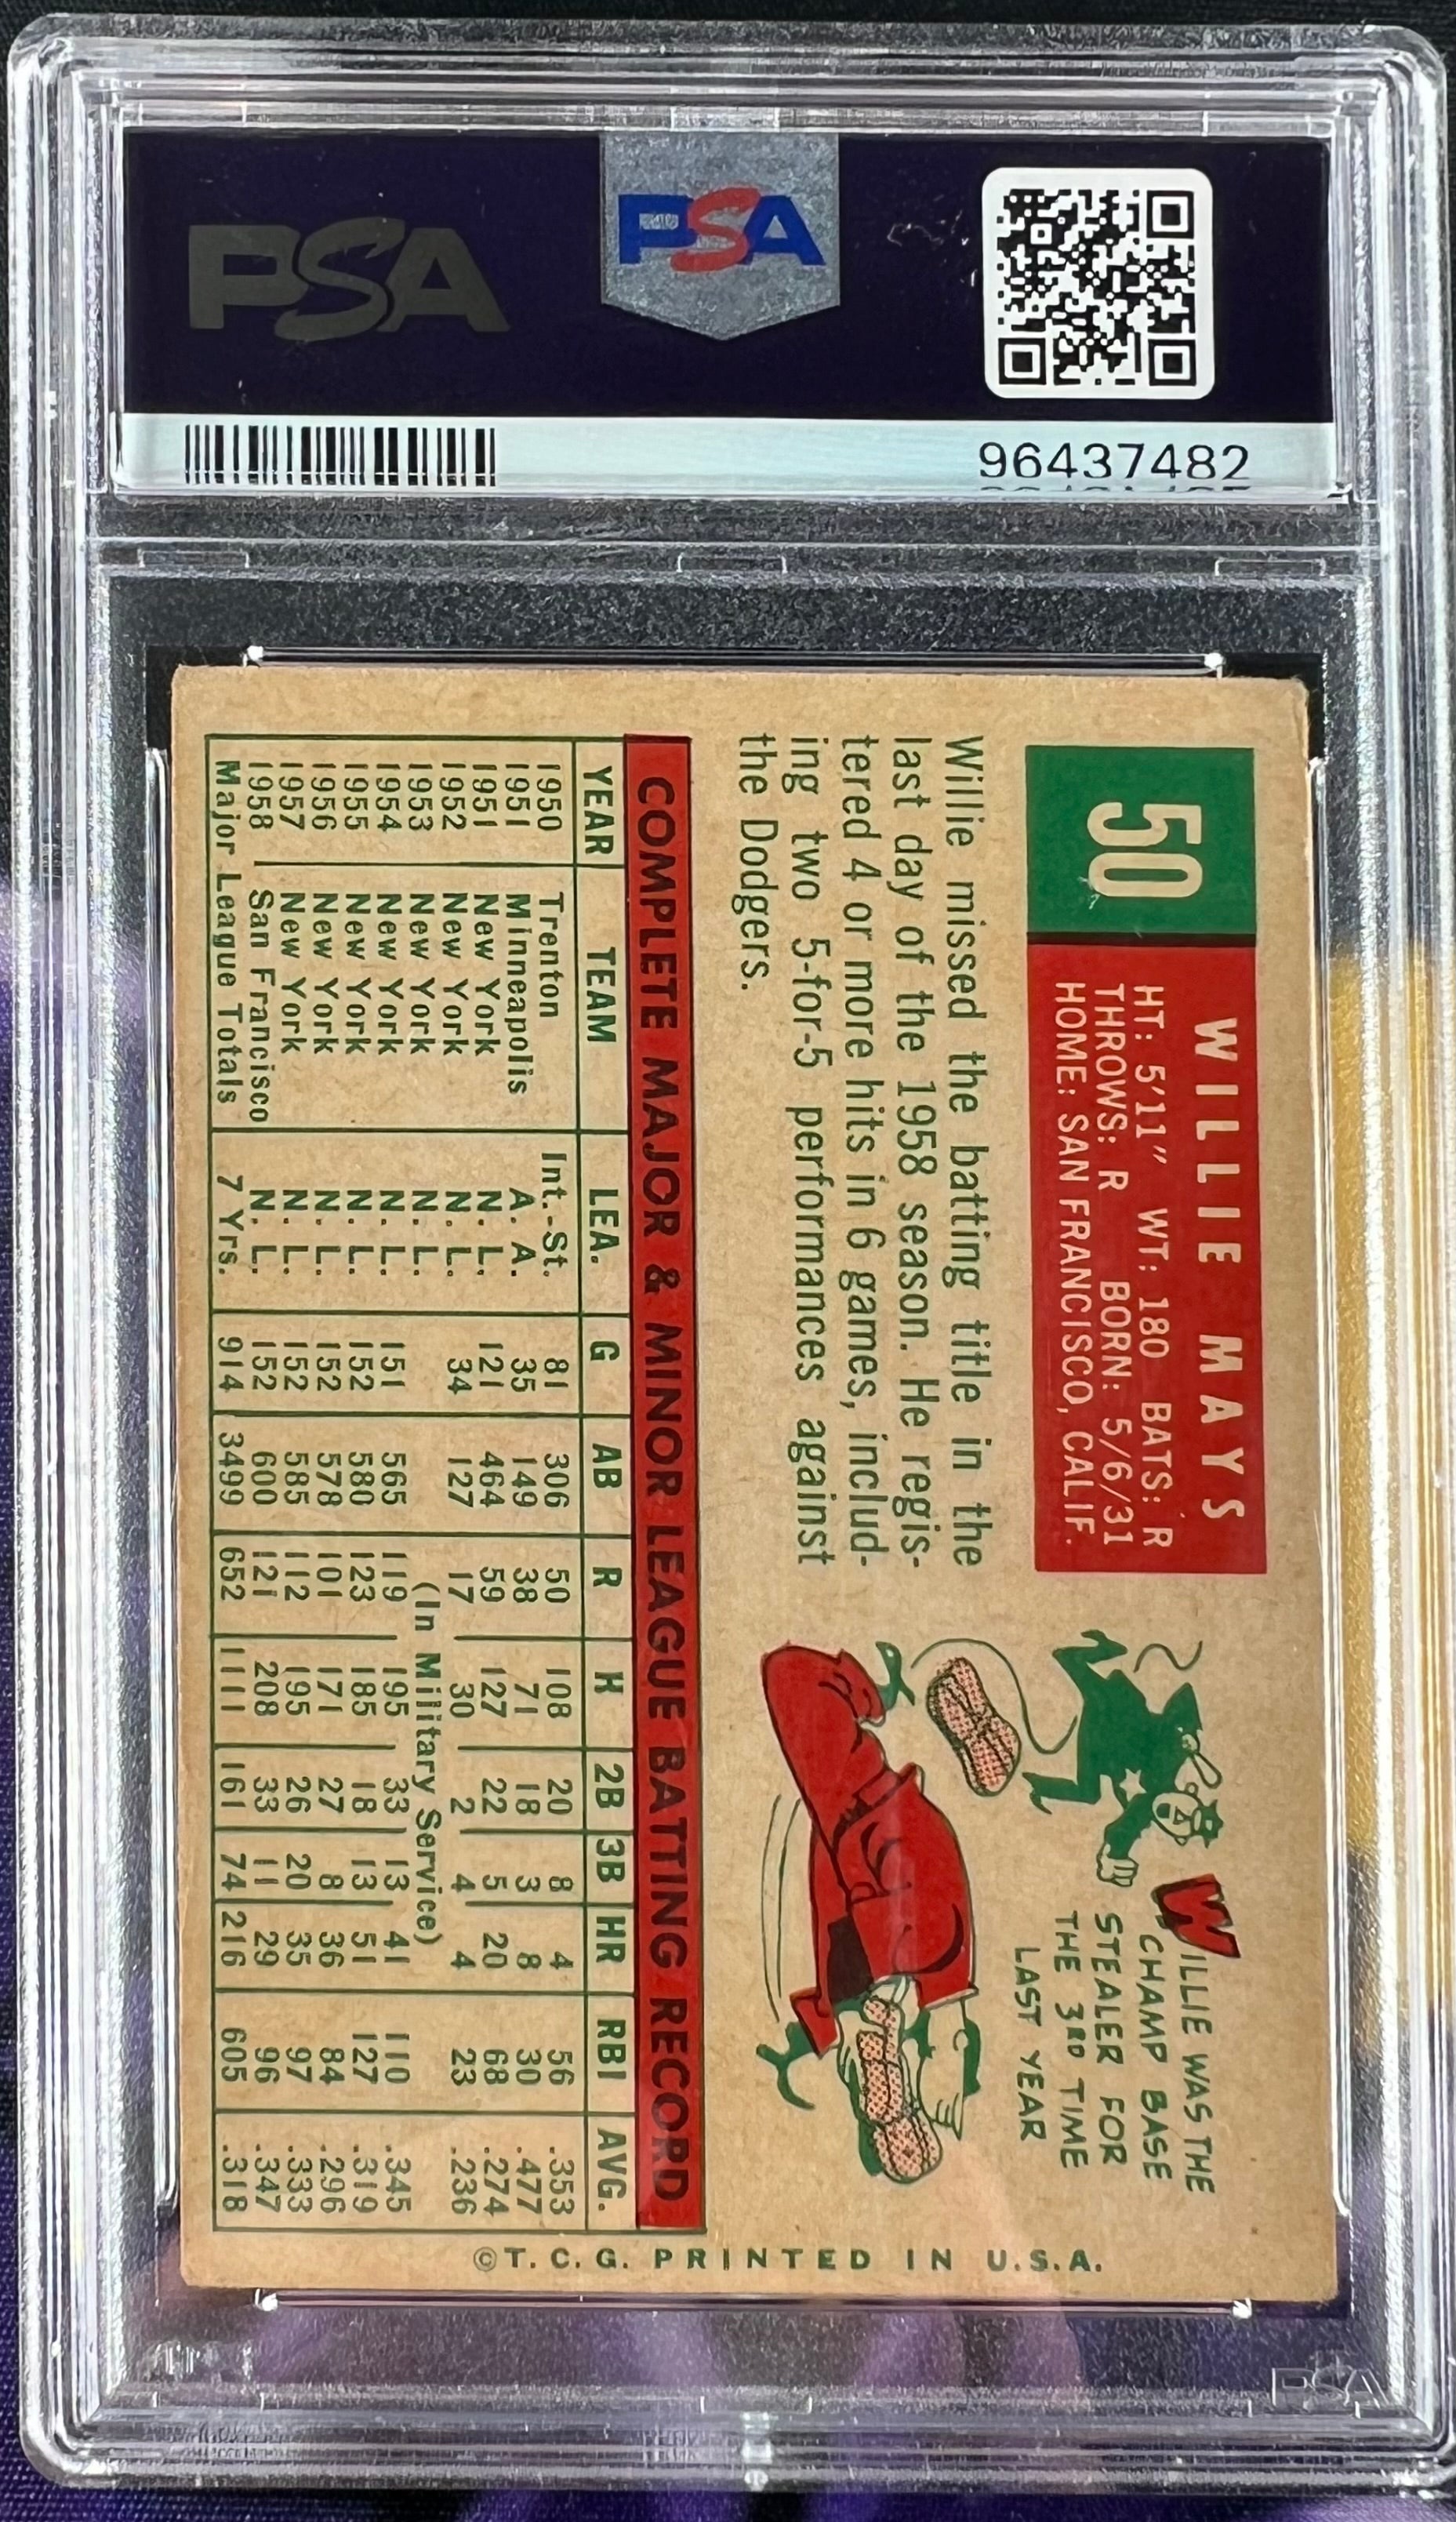 PSA
PSA
96437482
50
WILLIE MAYS
HT: 5'11" WT: 180 BATS: R
THROWS: R BORN: 5/6/31
HOME: SAN FRANCISCO, CALIF.
Willie missed the batting title in the
last day of the 1958 season. He regis-
tered 4 or more hits in 6 games, includ-
ing two 5-for-5 performances against
the Dodgers.
WILLIE WAS THE
CHAMP BASE
STEALER FOR
THE 3RD TIME
LAST YEAR
COMPLETE MAJOR & MINOR LEAGUE BATTING RECORD
YEAR TEAM LEA. G AB R H 2B 3B HR RBI AVG.
1950 Trenton Int.-St. 81 306 50 108 20 8 4 56 .353
1951 Minneapolis A. A. 35 149 38 71 18 3 8 30 .477
1951 New York N. L. 121 464 59 127 22 5 20 68 .274
1952 New York N. L. 34 127 17 30 2 4 4 23 .236
1953 New York N. L. (In Military Service)
1954 New York N. L. 151 565 119 195 33 13 41 110 .345
1955 New York N. L. 152 580 123 185 18 13 51 127 .319
1956 New York N. L. 152 578 101 171 27 8 36 84 .296
1957 New York N. L. 152 585 112 195 26 20 35 97 .333
1958 San Francisco N. L. 152 600 121 208 33 11 29 96 .347
Major League Totals 7 Yrs. 914 3499 652 1111 161 74 216 605 .318
©T. C. G. PRINTED IN U.S.A.
PSA